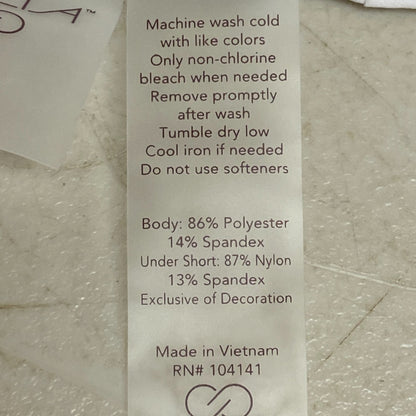 Machine wash cold
with like colors
Only non-chlorine
bleach when needed
Remove promptly
after wash
Tumble dry low
Cool iron if needed
Do not use softeners
Body: 86% Polyester
14% Spandex
Under Short: 87% Nylon
13% Spandex
Exclusive of Decoration
Made in Vietnam
RN# 104141